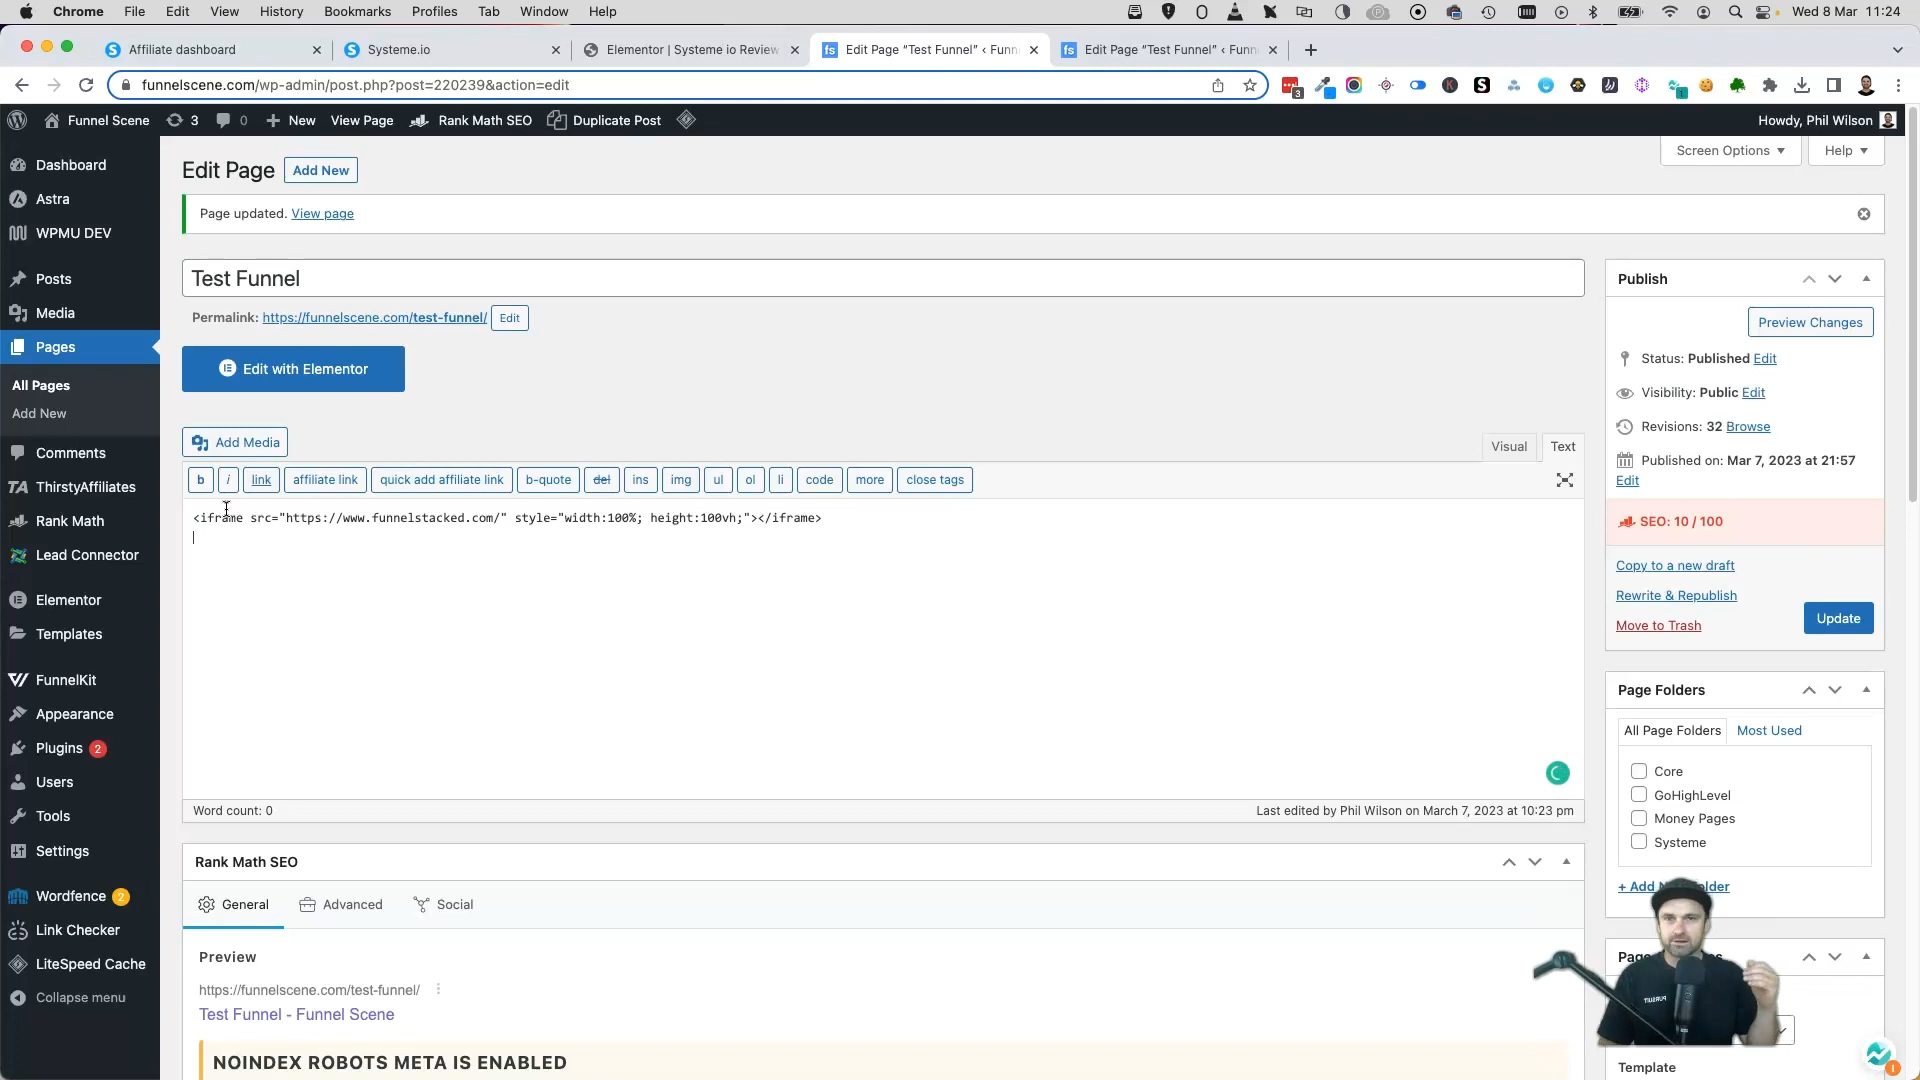 Chrome File Edit View History Bookmarks Profiles Tab Window Help Wed 8 Mar 11:24
Affiliate dashboard Systeme.io Elementor | Systeme io Review Edit Page “Test Funnel” ‹ Funn Edit Page “Test Funnel” ‹ Funn
funnelscene.com/wp-admin/post.php?post=220239&action=edit
Funnel Scene 3 0 New View Page Rank Math SEO Duplicate Post Howdy, Phil Wilson
Screen Options Help
Dashboard
Astra
WPMU DEV
Posts
Media
Pages
All Pages
Add New
Comments
ThirstyAffiliates
Rank Math
Lead Connector
Elementor
Templates
FunnelKit
Appearance
Plugins 2
Users
Tools
Settings
Wordfence 2
Link Checker
LiteSpeed Cache
Collapse menu
Edit Page Add New
Page updated. View page
Test Funnel
Permalink: https://funnelscene.com/test-funnel/ Edit
Edit with Elementor
Add Media
Visual Text
b i link affiliate link quick add affiliate link b-quote del ins img ul ol li code more close tags
<iframe src="https://www.funnelstacked.com/" style="width:100%; height:100vh;"></iframe>
Word count: 0 Last edited by Phil Wilson on March 7, 2023 at 10:23 pm
Rank Math SEO
General Advanced Social
Preview
https://funnelscene.com/test-funnel/
Test Funnel - Funnel Scene
NOINDEX ROBOTS META IS ENABLED
Publish
Preview Changes
Status: Published Edit
Visibility: Public Edit
Revisions: 32 Browse
Published on: Mar 7, 2023 at 21:57
Edit
SEO: 10 / 100
Copy to a new draft
Rewrite & Republish
Move to Trash
Update
Page Folders
All Page Folders Most Used
Core
GoHighLevel
Money Pages
Systeme
+ Add
Template